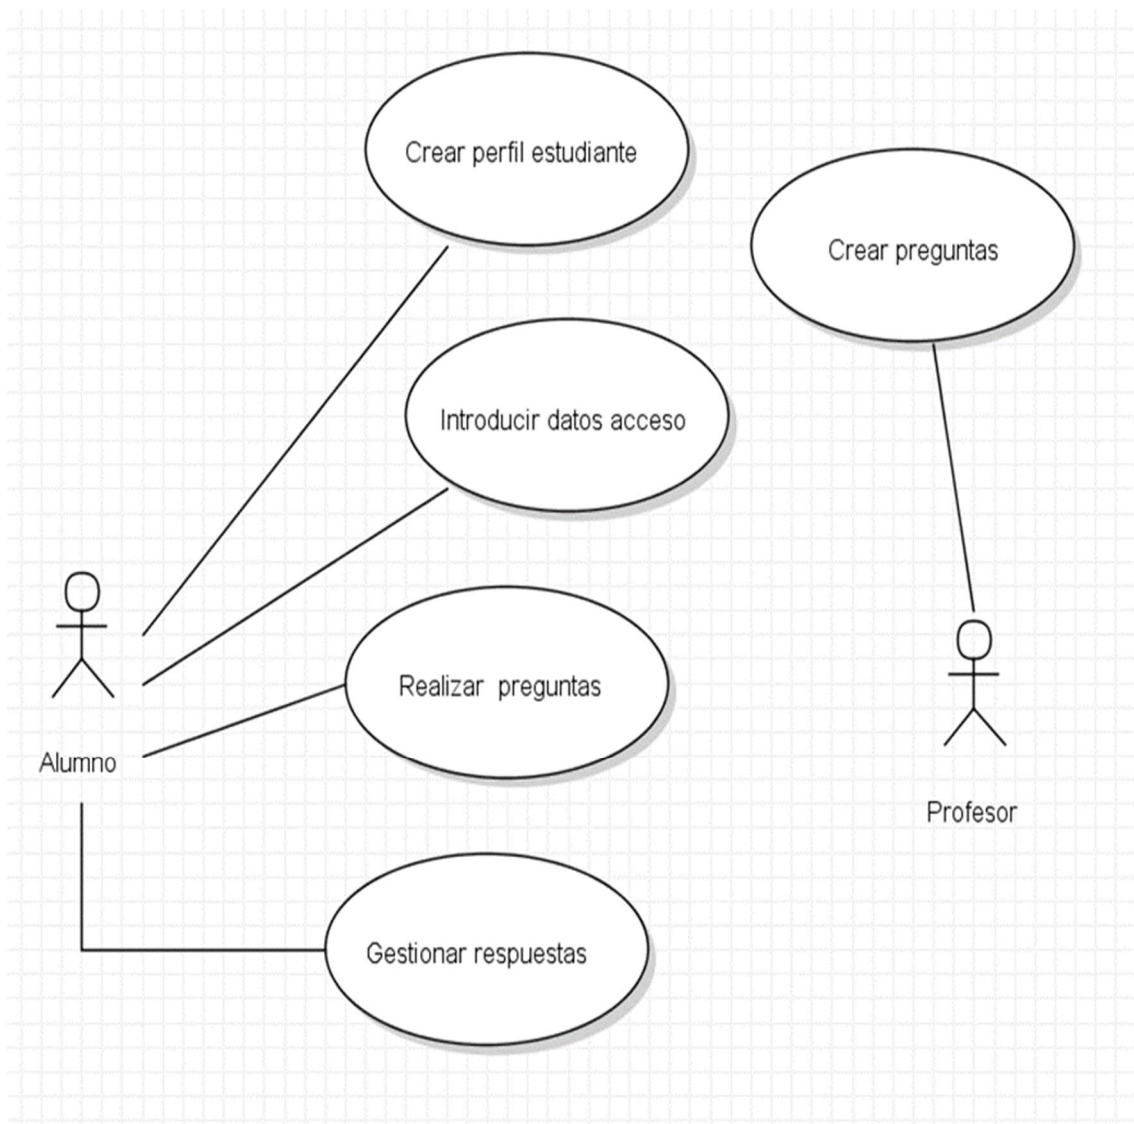 Crear perfil estudiante
Crear preguntas
Introducir datos acceso
Realizar preguntas
Alumno
Profesor
Gestionar respuestas